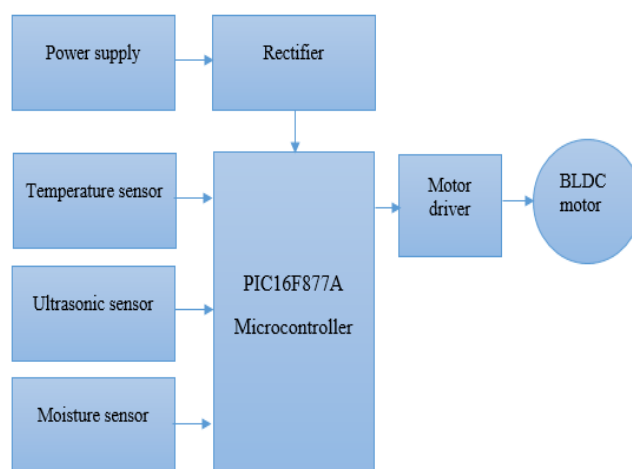 Power supply
Rectifier
Temperature sensor
Ultrasonic sensor
Moisture sensor
PIC16F877A
Microcontroller
Motor
driver
BLDC
motor